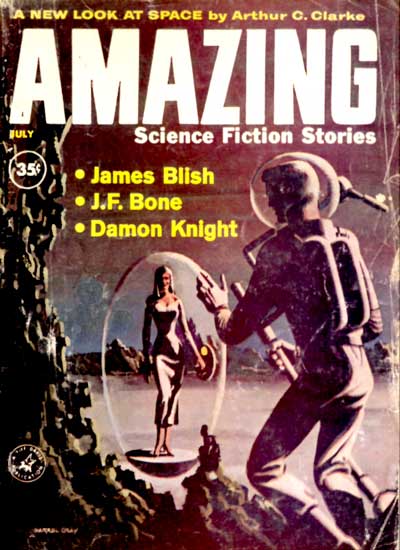 A NEW LOOK AT SPACE by Arthur C. Clarke
AMAZING
JULY
Science Fiction Stories
35¢
• James Blish
• J.F. Bone
• Damon Knight